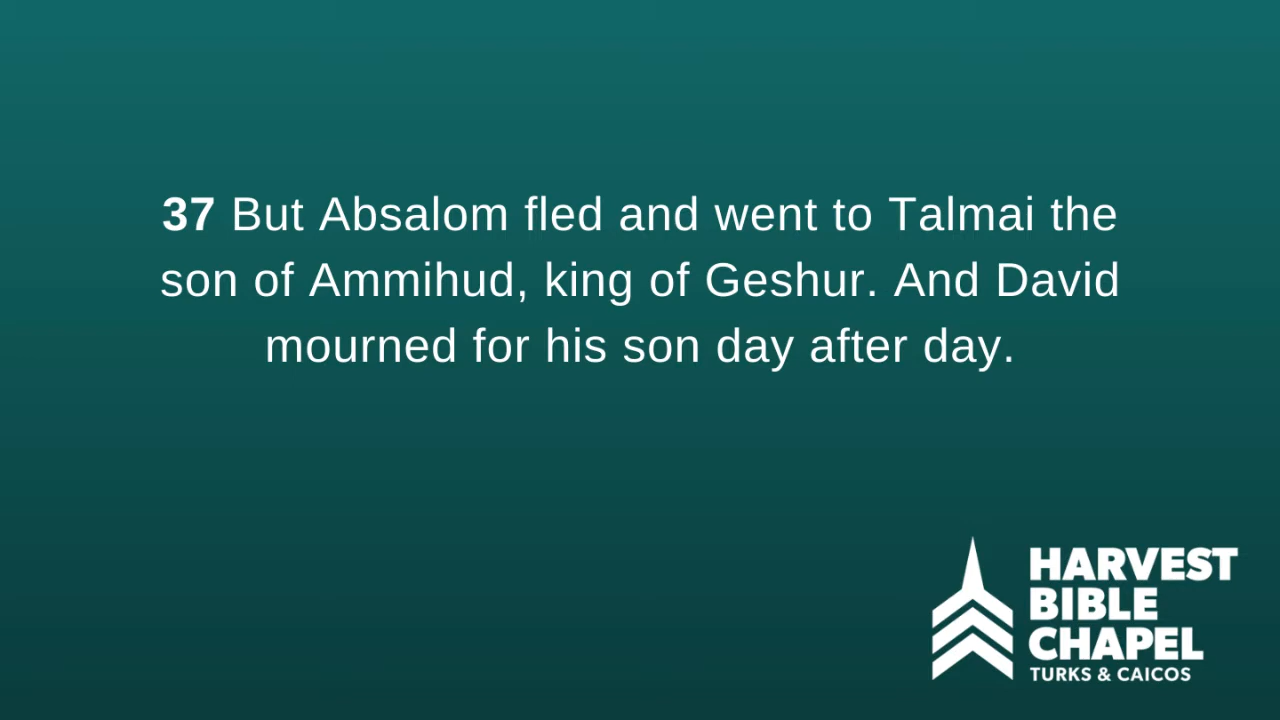 37 But Absalom fled and went to Talmai the
son of Ammihud, king of Geshur. And David
mourned for his son day after day.
HARVEST
BIBLE
CHAPEL
TURKS & CAICOS